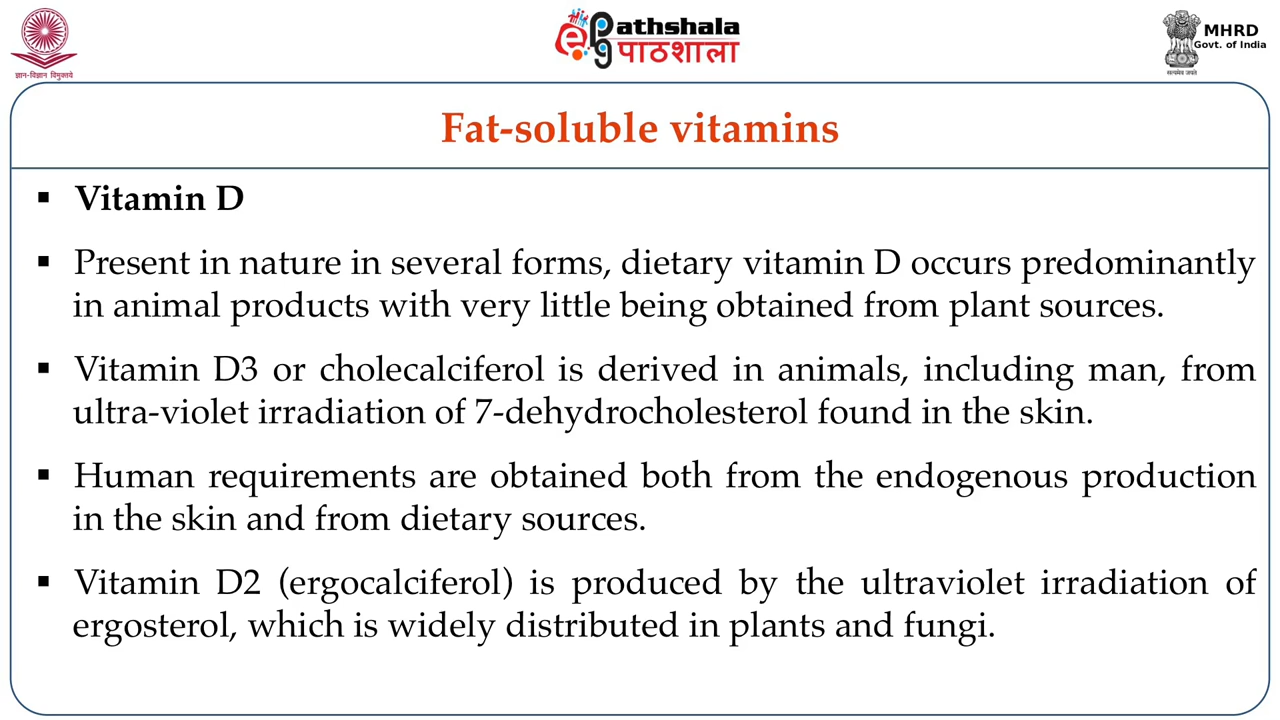 ज्ञान-विज्ञान विमुक्तये
ePg Pathshala
पाठशाला
MHRD
Govt. of India
सत्यमेव जयते
Fat-soluble vitamins
▪ Vitamin D
▪ Present in nature in several forms, dietary vitamin D occurs predominantly
in animal products with very little being obtained from plant sources.
▪ Vitamin D3 or cholecalciferol is derived in animals, including man, from
ultra-violet irradiation of 7-dehydrocholesterol found in the skin.
▪ Human requirements are obtained both from the endogenous production
in the skin and from dietary sources.
▪ Vitamin D2 (ergocalciferol) is produced by the ultraviolet irradiation of
ergosterol, which is widely distributed in plants and fungi.